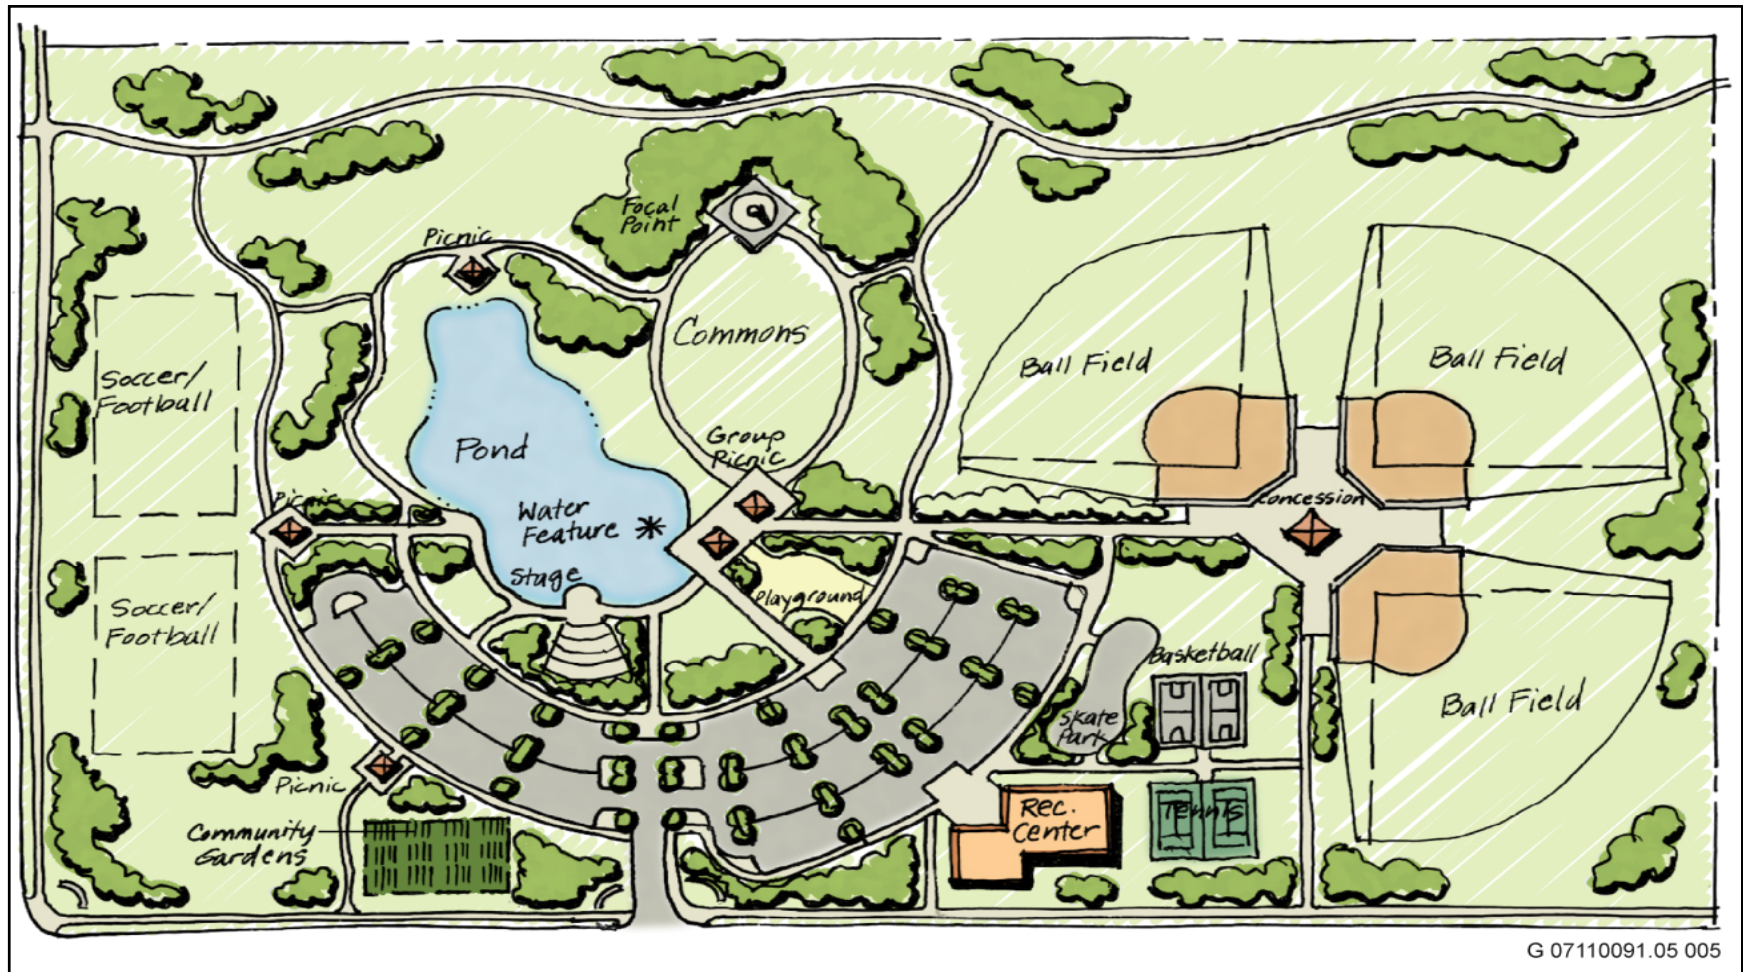 Focal
Point
Picnic
Commons
Soccer/
Football
Ball Field
Ball Field
Group
Picnic
Pond
Picnic
Concession
Water
Feature
Stage
Playground
Soccer/
Football
Basketball
Ball Field
Skate
Park
Picnic
Rec.
Center
Tennis
Community
Gardens
G 07110091.05 005